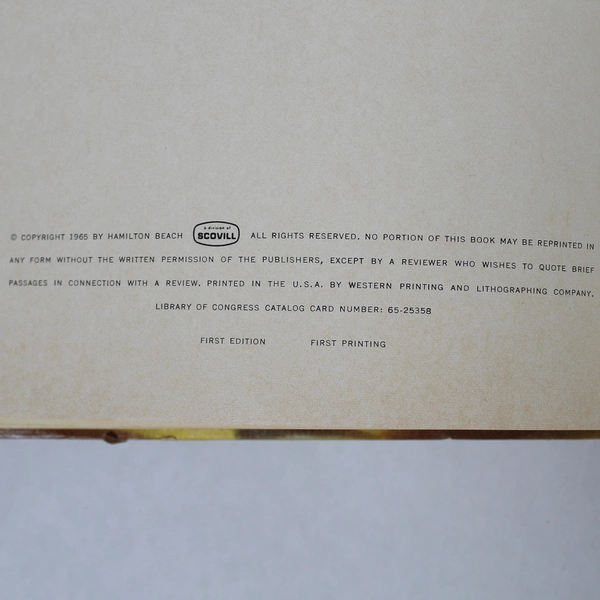 © COPYRIGHT 1965 BY HAMILTON BEACH a division of SCOVILL ALL RIGHTS RESERVED. NO PORTION OF THIS BOOK MAY BE REPRINTED IN
ANY FORM WITHOUT THE WRITTEN PERMISSION OF THE PUBLISHERS, EXCEPT BY A REVIEWER WHO WISHES TO QUOTE BRIEF
PASSAGES IN CONNECTION WITH A REVIEW. PRINTED IN THE U.S.A. BY WESTERN PRINTING AND LITHOGRAPHING COMPANY.
LIBRARY OF CONGRESS CATALOG CARD NUMBER: 65-25358
FIRST EDITION FIRST PRINTING